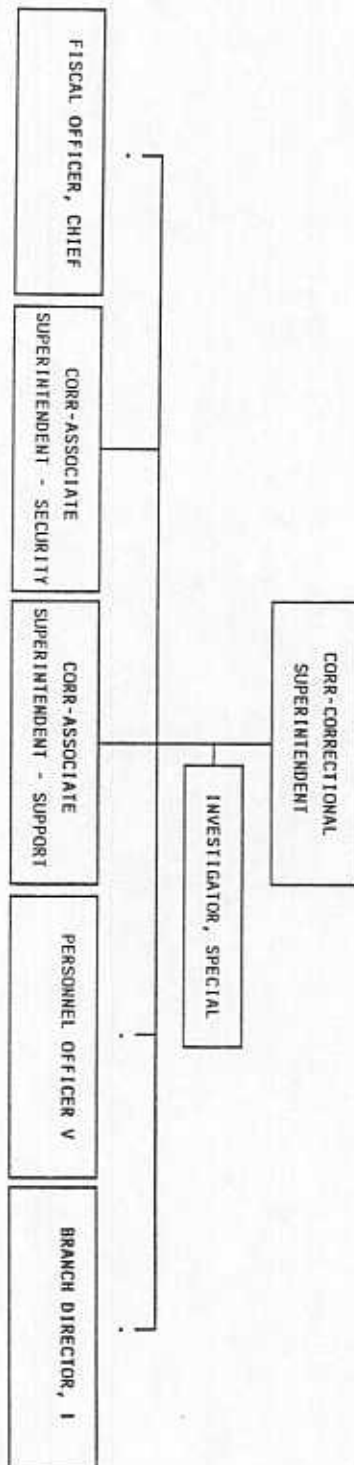 CORR-CORRECTIONAL
SUPERINTENDENT
INVESTIGATOR, SPECIAL
FISCAL OFFICER, CHIEF
CORR-ASSOCIATE
SUPERINTENDENT - SECURITY
CORR-ASSOCIATE
SUPERINTENDENT - SUPPORT
PERSONNEL OFFICER V
BRANCH DIRECTOR, I